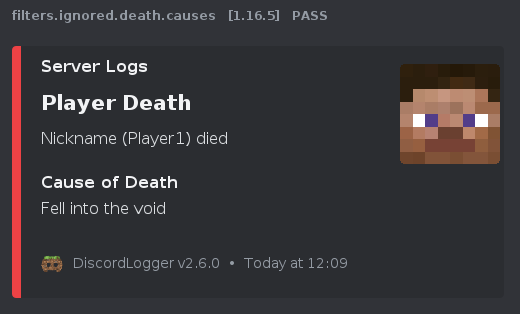 filters.ignored.death.causes [1.16.5] PASS
Server Logs
Player Death
Nickname (Player1) died
Cause of Death
Fell into the void
DiscordLogger v2.6.0 • Today at 12:09